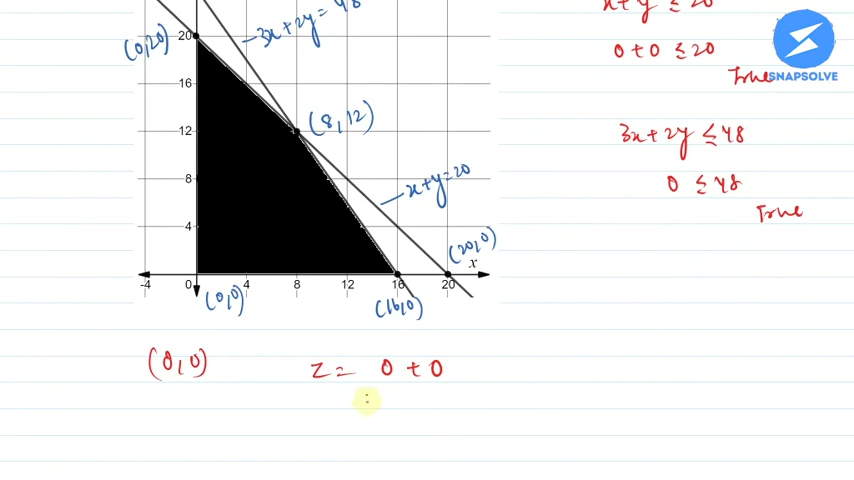 x+y ≤ 20
0+0 ≤ 20
True
SNAPSOLVE
3x+2y ≤ 48
0 ≤ 48
True
3x+2y=48
(0,20)
20
16
12
8
4
(8,12)
x+y=20
(20,0)
x
-4 0 4 8 12 16 20
(0,0)
(16,0)
(0,0) z = 0+0